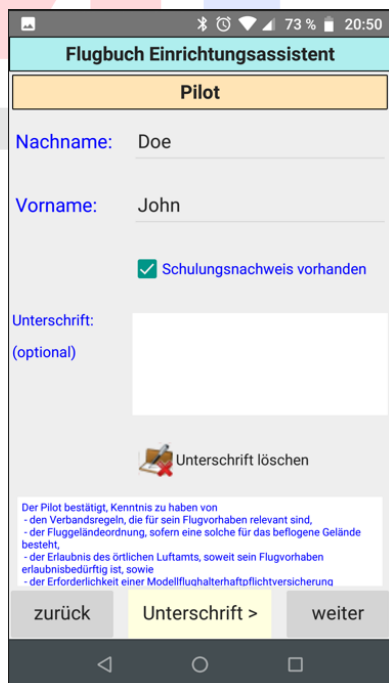 73 % 20:50
Flugbuch Einrichtungsassistent
Pilot
Nachname: Doe
Vorname: John
Schulungsnachweis vorhanden
Unterschrift:
(optional)
Unterschrift löschen
Der Pilot bestätigt, Kenntnis zu haben von
- den Verbandsregeln, die für sein Flugvorhaben relevant sind,
- der Fluggeländeordnung, sofern eine solche für das beflogene Gelände
besteht,
- der Erlaubnis des örtlichen Luftamts, soweit sein Flugvorhaben
erlaubnisbedürftig ist, sowie
- der Erforderlichkeit einer Modellflughalterhaftpflichtversicherung
zurück Unterschrift > weiter